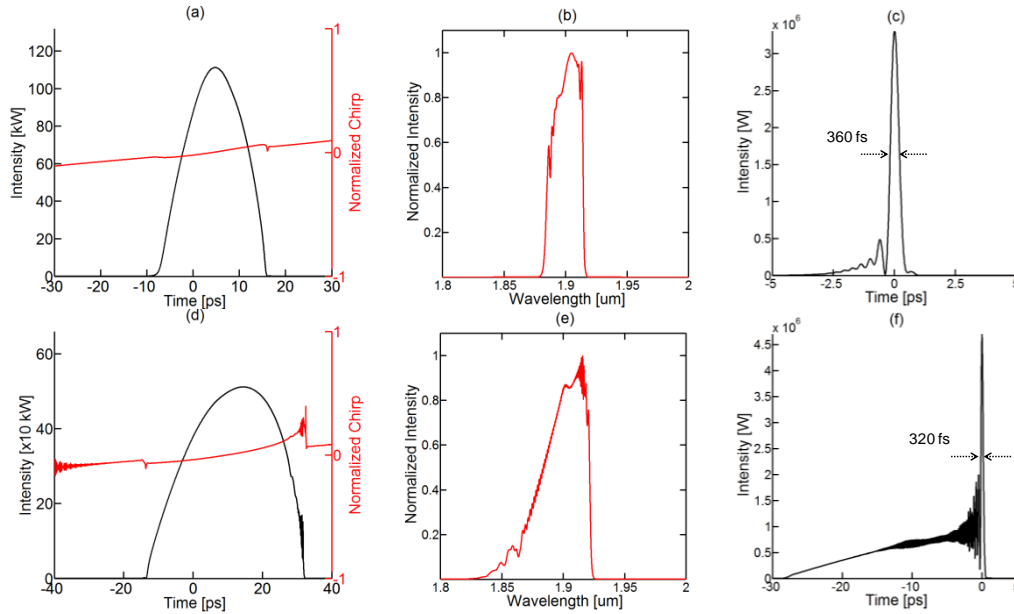 (a)
Intensity [kW]
120
100
80
60
40
20
0
-30 -20 -10 0 10 20 30
Time [ps]
1
0
-1
Normalized Chirp
(b)
Normalized Intensity
1
0.8
0.6
0.4
0.2
1.8 1.85 1.9 1.95 2
Wavelength [um]
(c)
x 10⁶
Intensity [W]
3
2.5
2
1.5
1
0.5
0
-5 -2.5 0 2.5 5
Time [ps]
360 fs
(d)
Intensity [x10 kW]
60
50
40
30
20
10
0
-40 -20 0 20 40
Time [ps]
1
0
-1
Normalized Chirp
(e)
Normalized Intensity
1
0.8
0.6
0.4
0.2
1.8 1.85 1.9 1.95 2
Wavelength [um]
(f)
x 10⁶
Intensity [W]
4.5
4
3.5
3
2.5
2
1.5
1
0.5
0
-30 -20 -10 0 5
Time [ps]
320 fs